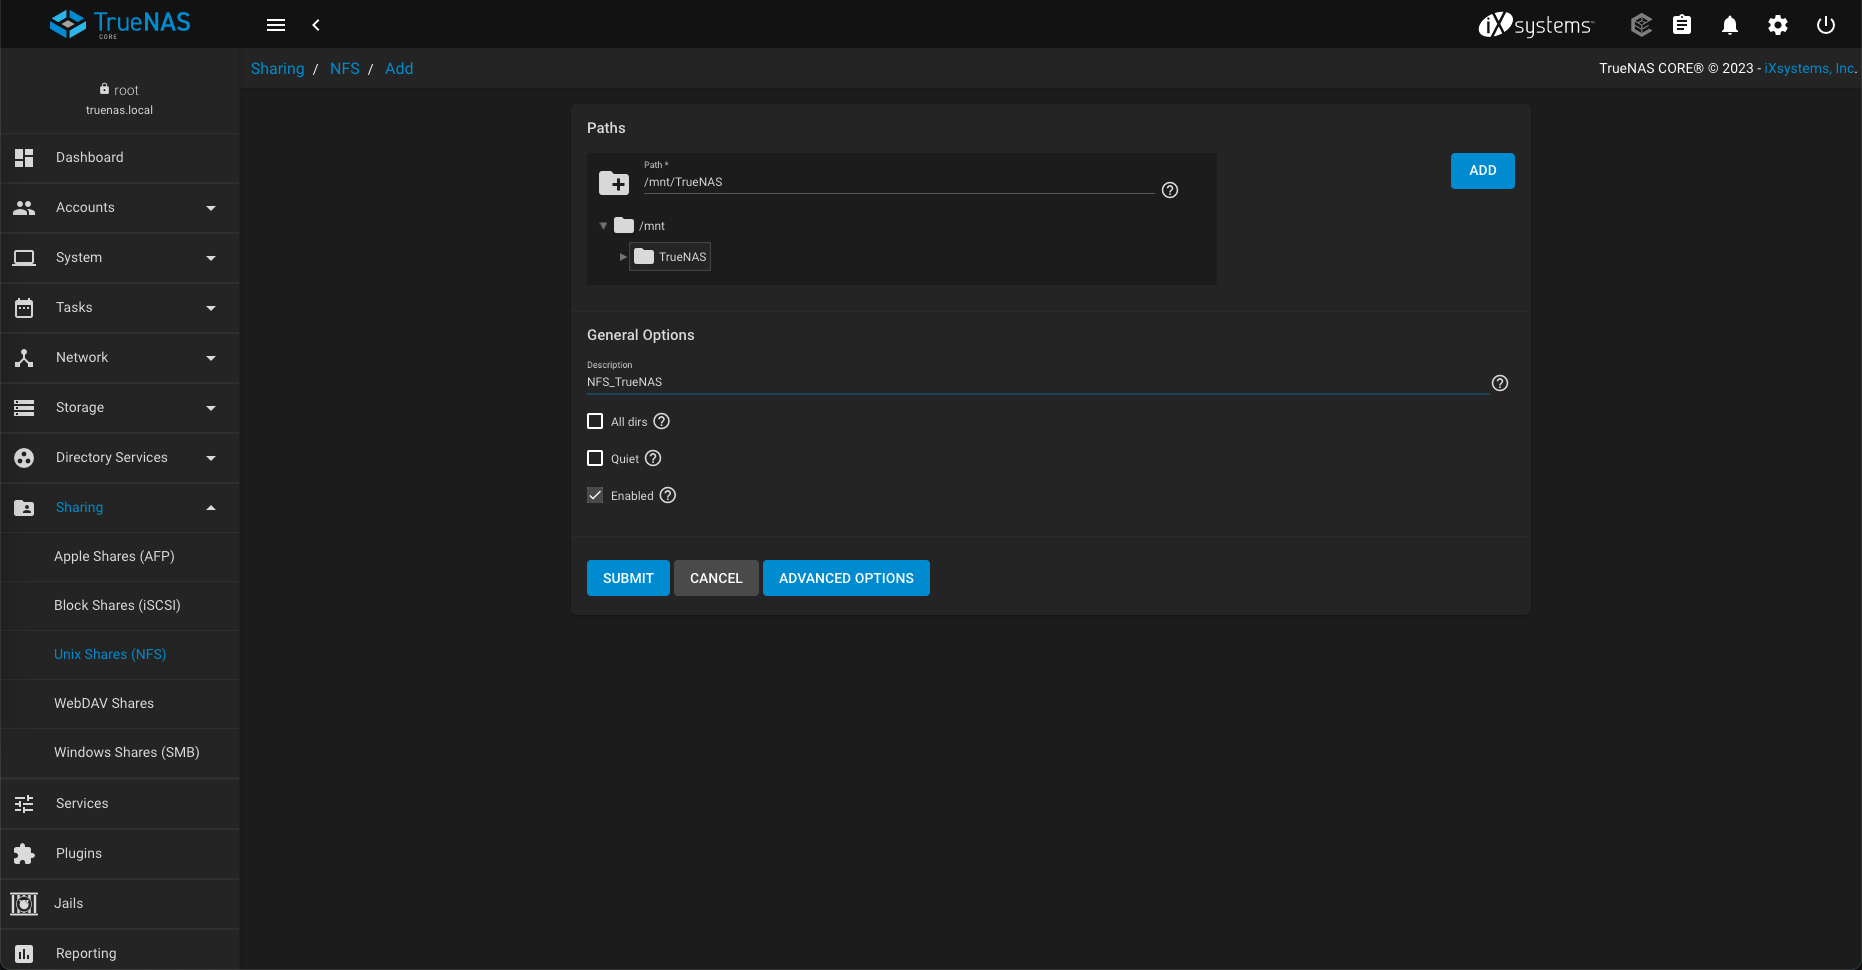 TrueNAS
CORE
iXsystems
Sharing / NFS / Add
TrueNAS CORE® © 2023 - iXsystems, Inc.
root
truenas.local
Dashboard
Accounts
System
Tasks
Network
Storage
Directory Services
Sharing
Apple Shares (AFP)
Block Shares (iSCSI)
Unix Shares (NFS)
WebDAV Shares
Windows Shares (SMB)
Services
Plugins
Jails
Reporting
Paths
Path *
/mnt/TrueNAS
ADD
/mnt
TrueNAS
General Options
Description
NFS_TrueNAS
All dirs
Quiet
Enabled
SUBMIT CANCEL ADVANCED OPTIONS